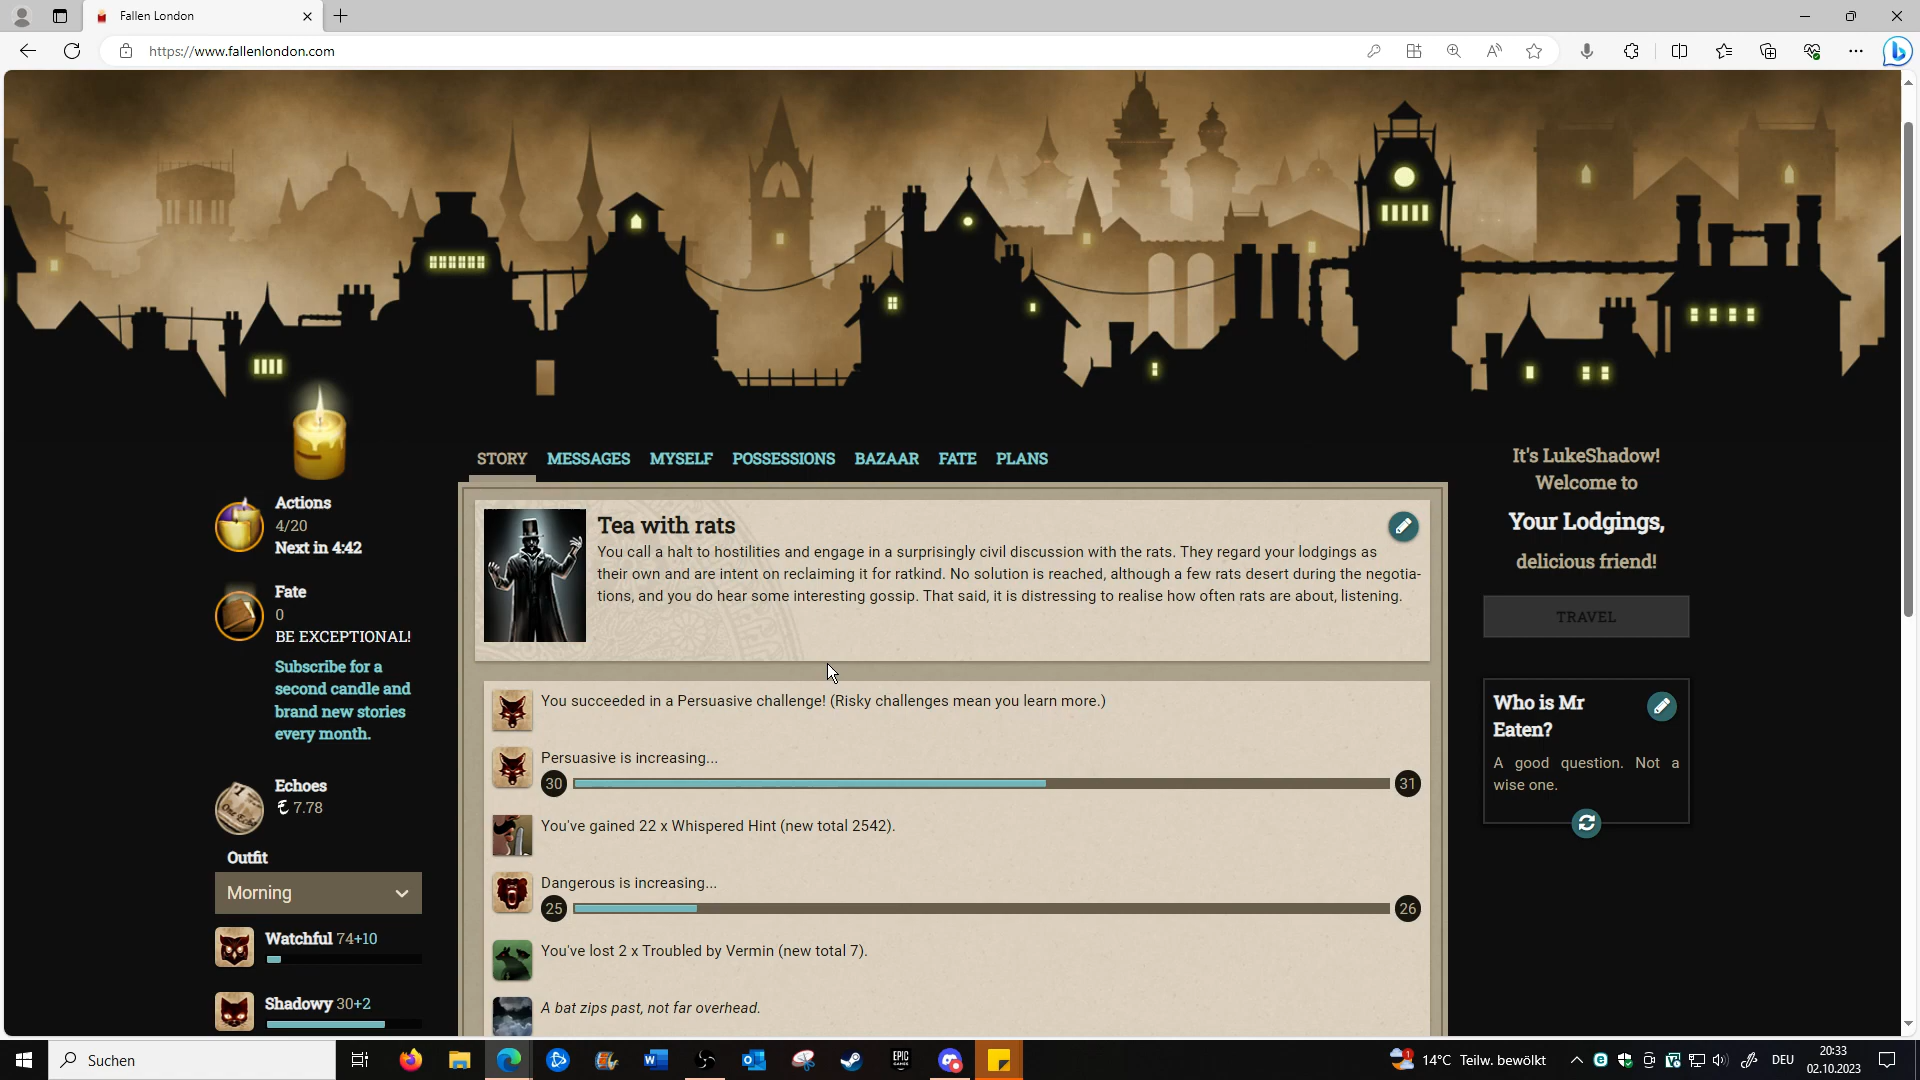 Fallen London
https://www.fallenlondon.com
STORY MESSAGES MYSELF POSSESSIONS BAZAAR FATE PLANS
Actions
4/20
Next in 4:42
Fate
0
BE EXCEPTIONAL!
Subscribe for a
second candle and
brand new stories
every month.
Echoes
7.78
Outfit
Morning
Watchful 74+10
Shadowy 30+2
Tea with rats
You call a halt to hostilities and engage in a surprisingly civil discussion with the rats. They regard your lodgings as
their own and are intent on reclaiming it for ratkind. No solution is reached, although a few rats desert during the negotia-
tions, and you do hear some interesting gossip. That said, it is distressing to realise how often rats are about, listening.
You succeeded in a Persuasive challenge! (Risky challenges mean you learn more.)
Persuasive is increasing...
30 31
You've gained 22 x Whispered Hint (new total 2542).
Dangerous is increasing...
25 26
You've lost 2 x Troubled by Vermin (new total 7).
A bat zips past, not far overhead.
It's LukeShadow!
Welcome to
Your Lodgings,
delicious friend!
TRAVEL
Who is Mr
Eaten?
A good question. Not a
wise one.
Suchen
14°C Teilw. bewölkt
DEU
20:33
02.10.2023